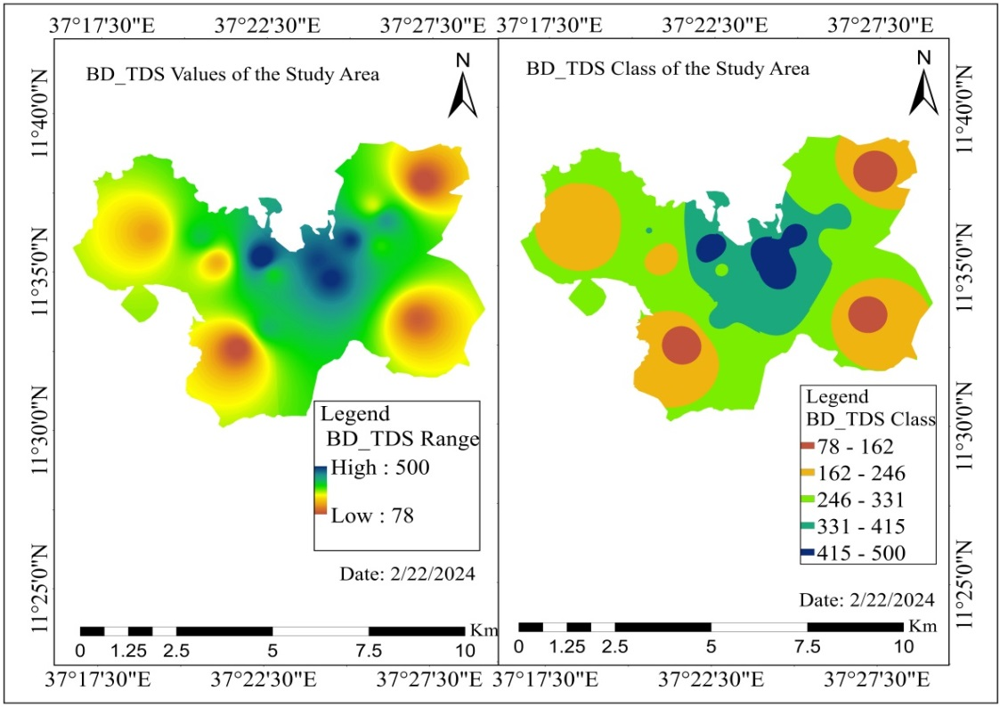 37°17'30"E 37°22'30"E 37°27'30"E 37°17'30"E 37°22'30"E 37°27'30"E
BD_TDS Values of the Study Area
N
BD_TDS Class of the Study Area
N
11°40'0"N
11°35'0"N
11°30'0"N
11°25'0"N
11°40'0"N
11°35'0"N
11°30'0"N
11°25'0"N
Legend
BD_TDS Range
High : 500
Low : 78
Date: 2/22/2024
0 1.25 2.5 5 7.5 10 Km
Legend
BD_TDS Class
78 - 162
162 - 246
246 - 331
331 - 415
415 - 500
Date: 2/22/2024
0 1.25 2.5 5 7.5 10 Km
37°17'30"E 37°22'30"E 37°27'30"E 37°17'30"E 37°22'30"E 37°27'30"E